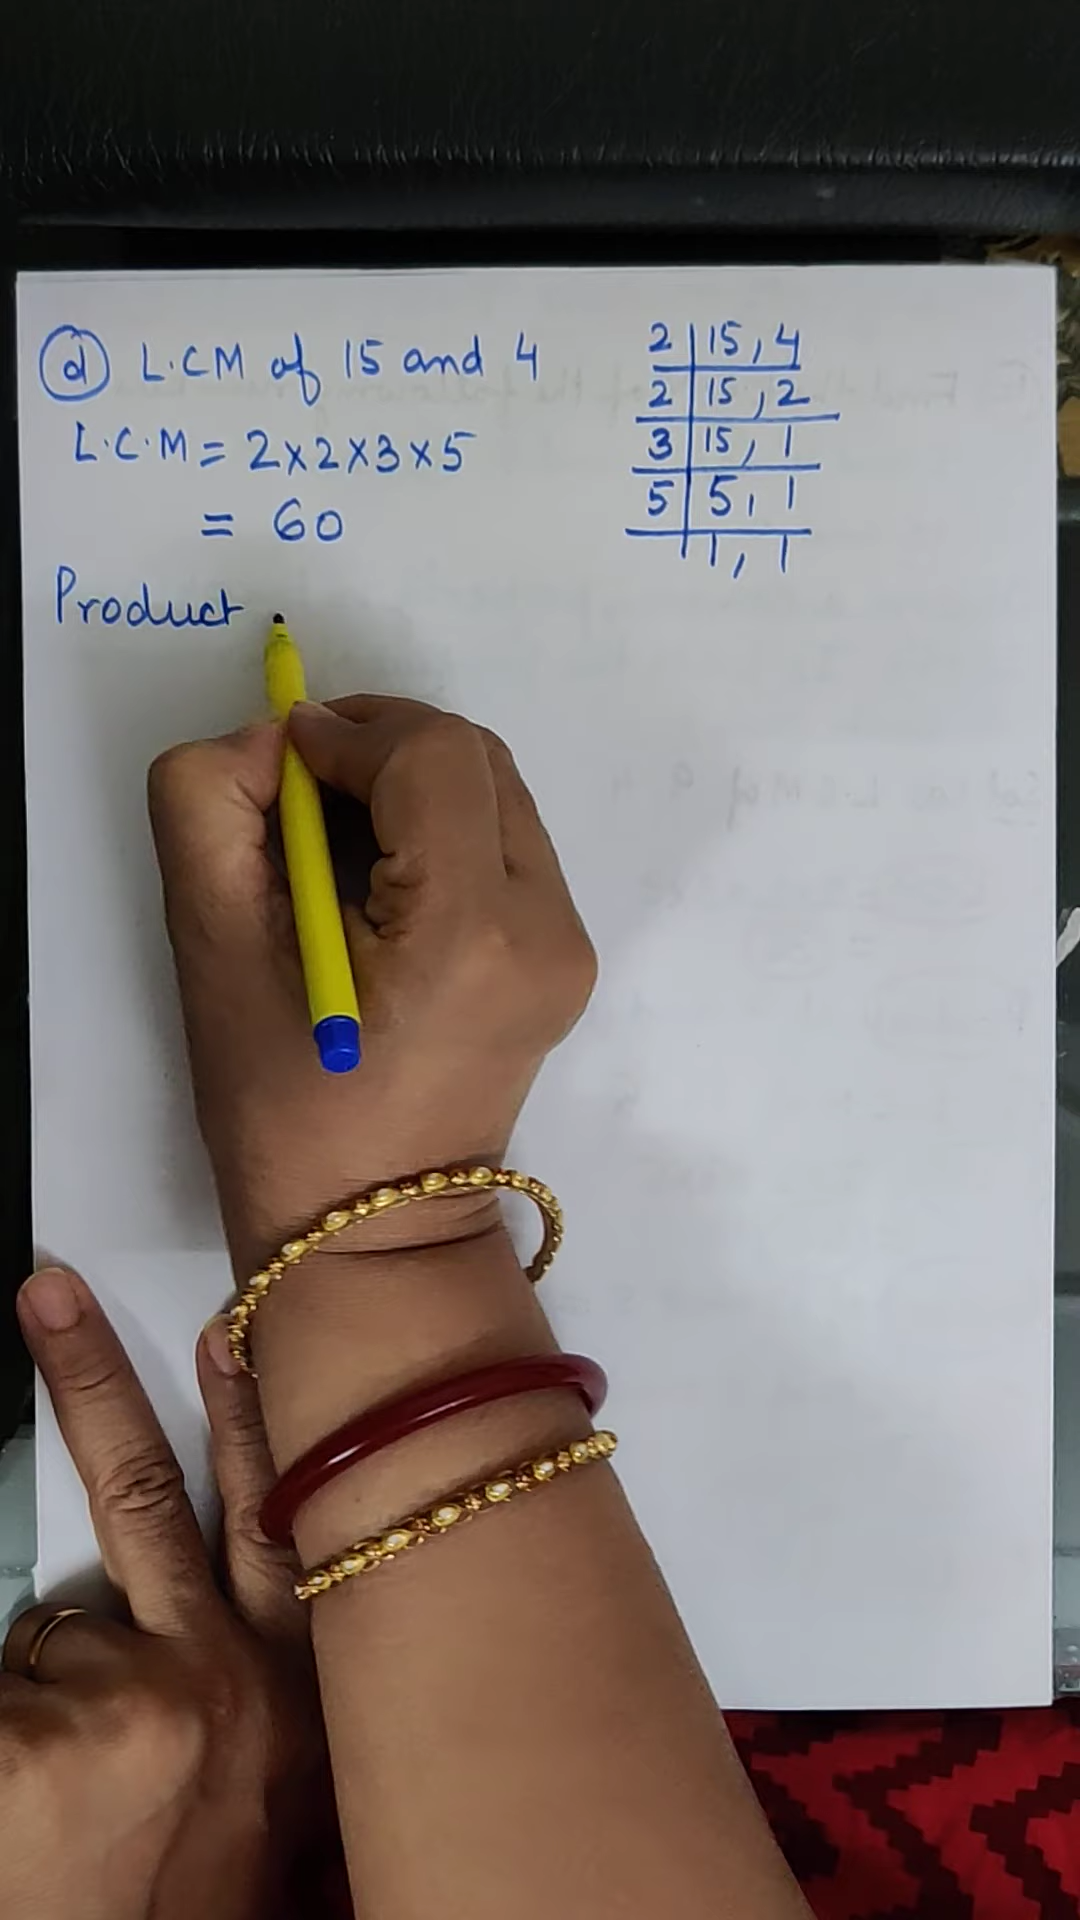 (d) L.C.M of 15 and 4
L.C.M = 2×2×3×5
= 60
Product
2 | 15, 4
2 | 15, 2
3 | 15, 1
5 | 5, 1
| 1, 1